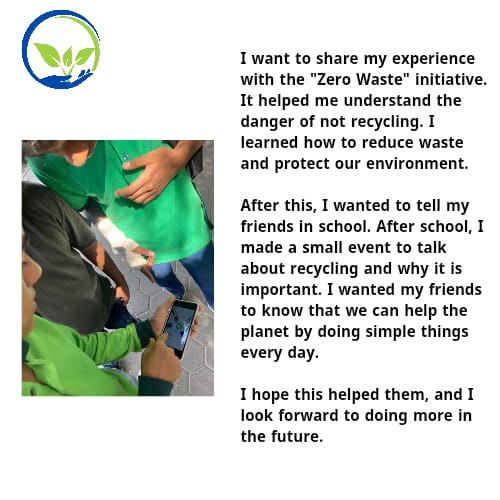 I want to share my experience
with the "Zero Waste" initiative.
It helped me understand the
danger of not recycling. I
learned how to reduce waste
and protect our environment.
After this, I wanted to tell my
friends in school. After school, I
made a small event to talk
about recycling and why it is
important. I wanted my friends
to know that we can help the
planet by doing simple things
every day.
I hope this helped them, and I
look forward to doing more in
the future.